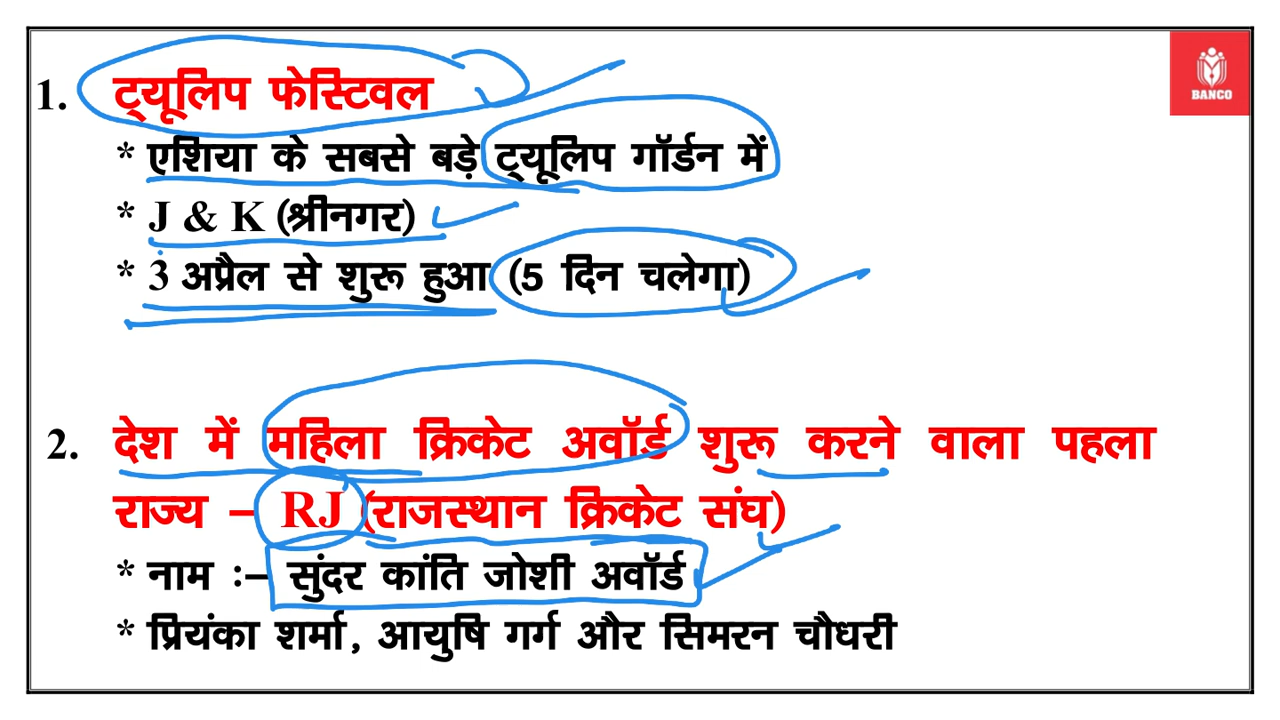 BANCO
1. ट्यूलिप फेस्टिवल
* एशिया के सबसे बड़े ट्यूलिप गॉर्डन में
* J & K (श्रीनगर)
* 3 अप्रैल से शुरू हुआ (5 दिन चलेगा)
2. देश में महिला क्रिकेट अवॉर्ड शुरू करने वाला पहला
राज्य – RJ (राजस्थान क्रिकेट संघ)
* नाम :– सुंदर कांति जोशी अवॉर्ड
* प्रियंका शर्मा, आयुषि गर्ग और सिमरन चौधरी